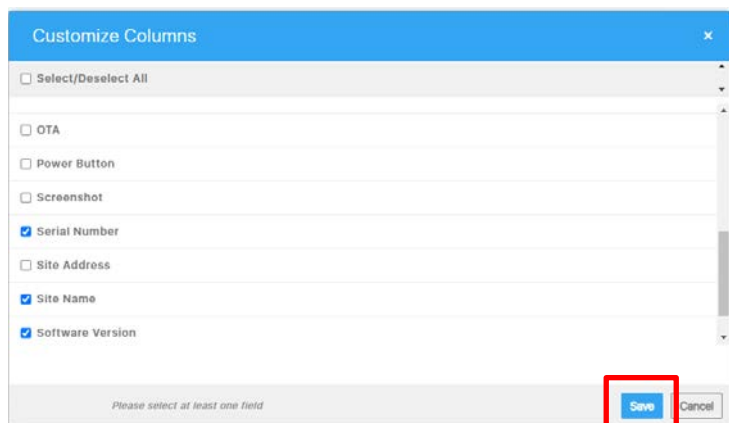 Customize Columns ×
Select/Deselect All
OTA
Power Button
Screenshot
Serial Number
Site Address
Site Name
Software Version
Please select at least one field
Save Cancel